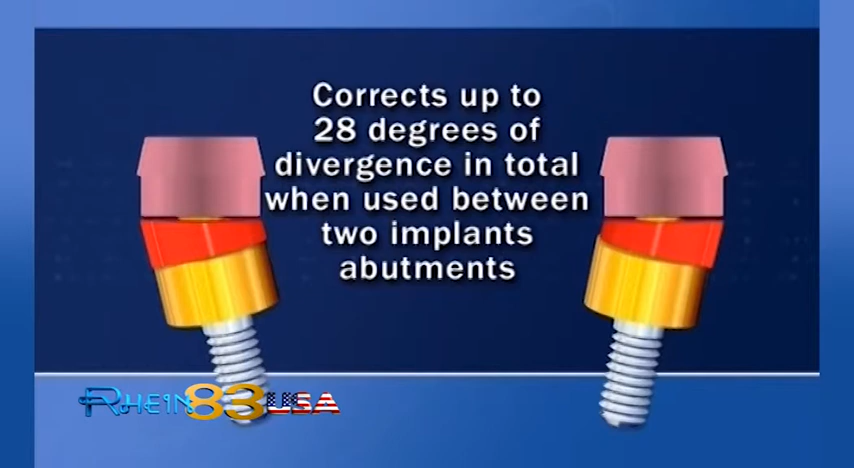 Corrects up to
28 degrees of
divergence in total
when used between
two implants
abutments
RHEIN83USA